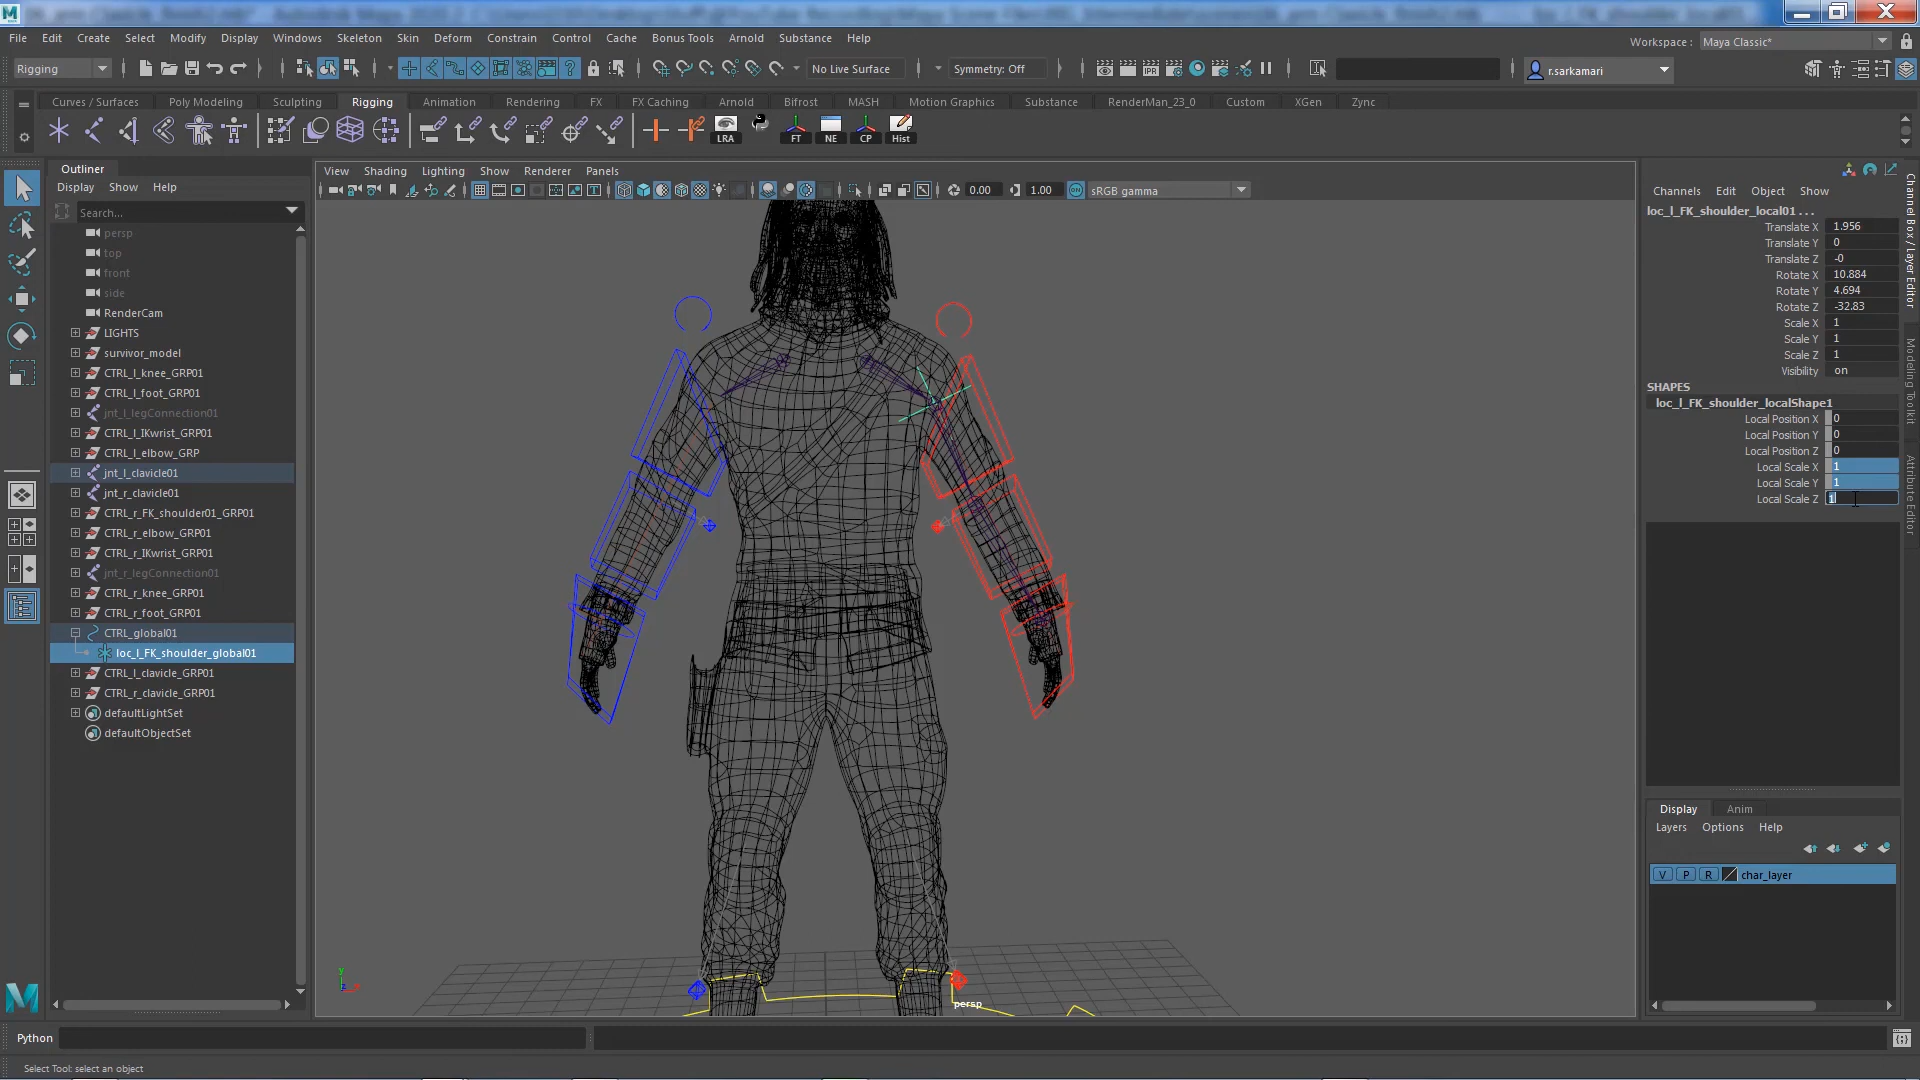 File Edit Create Select Modify Display Windows Skeleton Skin Deform Constrain Control Cache Bonus Tools Arnold Substance Help
Workspace : Maya Classic*
Rigging No Live Surface Symmetry: Off r.sarkamari
Curves / Surfaces Poly Modeling Sculpting Rigging Animation Rendering FX FX Caching Arnold Bifrost MASH Motion Graphics Substance RenderMan_23_0 Custom XGen Zync
LRA FT NE CP Hist
Outliner
Display Show Help
Search...
persp
top
front
side
RenderCam
LIGHTS
survivor_model
CTRL_l_knee_GRP01
CTRL_l_foot_GRP01
jnt_l_legConnection01
CTRL_l_IKwrist_GRP01
CTRL_l_elbow_GRP
jnt_l_clavicle01
jnt_r_clavicle01
CTRL_r_FK_shoulder01_GRP01
CTRL_r_elbow_GRP01
CTRL_r_IKwrist_GRP01
jnt_r_legConnection01
CTRL_r_knee_GRP01
CTRL_r_foot_GRP01
CTRL_global01
loc_l_FK_shoulder_global01
CTRL_l_clavicle_GRP01
CTRL_r_clavicle_GRP01
defaultLightSet
defaultObjectSet
View Shading Lighting Show Renderer Panels
0.00 1.00 sRGB gamma
persp
y
Channels Edit Object Show
loc_l_FK_shoulder_local01 . . .
Translate X 1.956
Translate Y 0
Translate Z -0
Rotate X 10.884
Rotate Y 4.694
Rotate Z -32.83
Scale X 1
Scale Y 1
Scale Z 1
Visibility on
SHAPES
loc_l_FK_shoulder_localShape1
Local Position X 0
Local Position Y 0
Local Position Z 0
Local Scale X 1
Local Scale Y 1
Local Scale Z 1
Channel Box / Layer Editor
Modeling Toolkit
Attribute Editor
Display Anim
Layers Options Help
V P R char_layer
Python
Select Tool: select an object